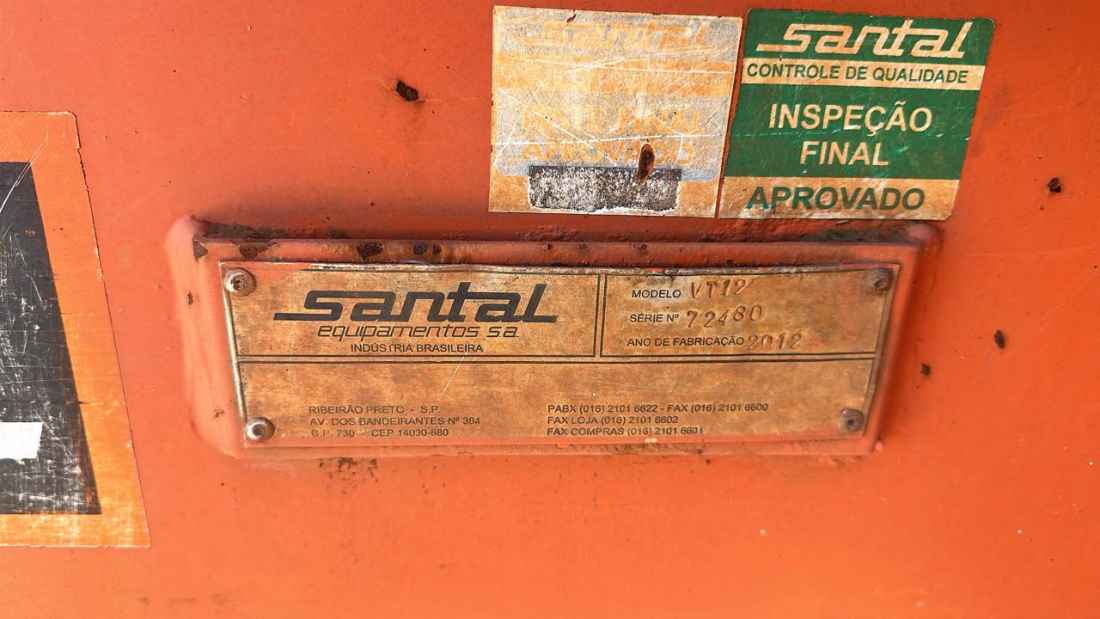 santal
CONTROLE DE QUALIDADE
INSPEÇÃO
FINAL
APROVADO
APROVADO
santal
equipamentos s.a.
INDÚSTRIA BRASILEIRA
MODELO VT12
SÉRIE Nº 72480
ANO DE FABRICAÇÃO 2012
RIBEIRÃO PRETO - S.P.
AV. DOS BANDEIRANTES Nº 384
C.P. 730 - CEP 14030-680
PABX (016) 2101 6622 - FAX (016) 2101 6600
FAX LOJA (016) 2101 6602
FAX COMPRAS (016) 2101 6601